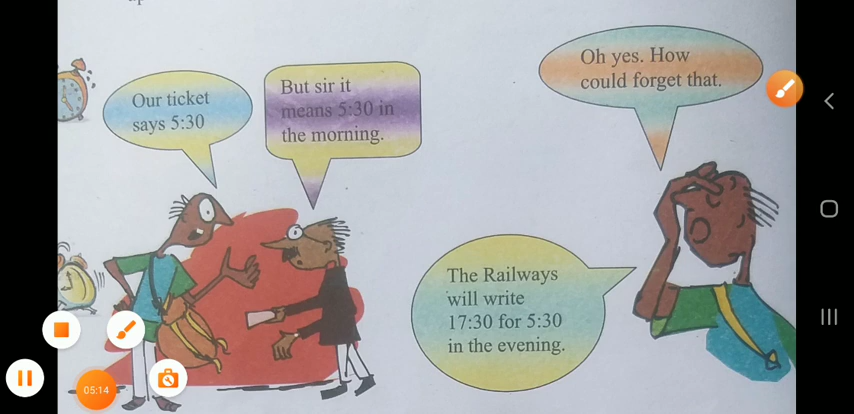 Our ticket
says 5:30
But sir it
means 5:30 in
the morning.
Oh yes. How
could forget that.
The Railways
will write
17:30 for 5:30
in the evening.
05:14